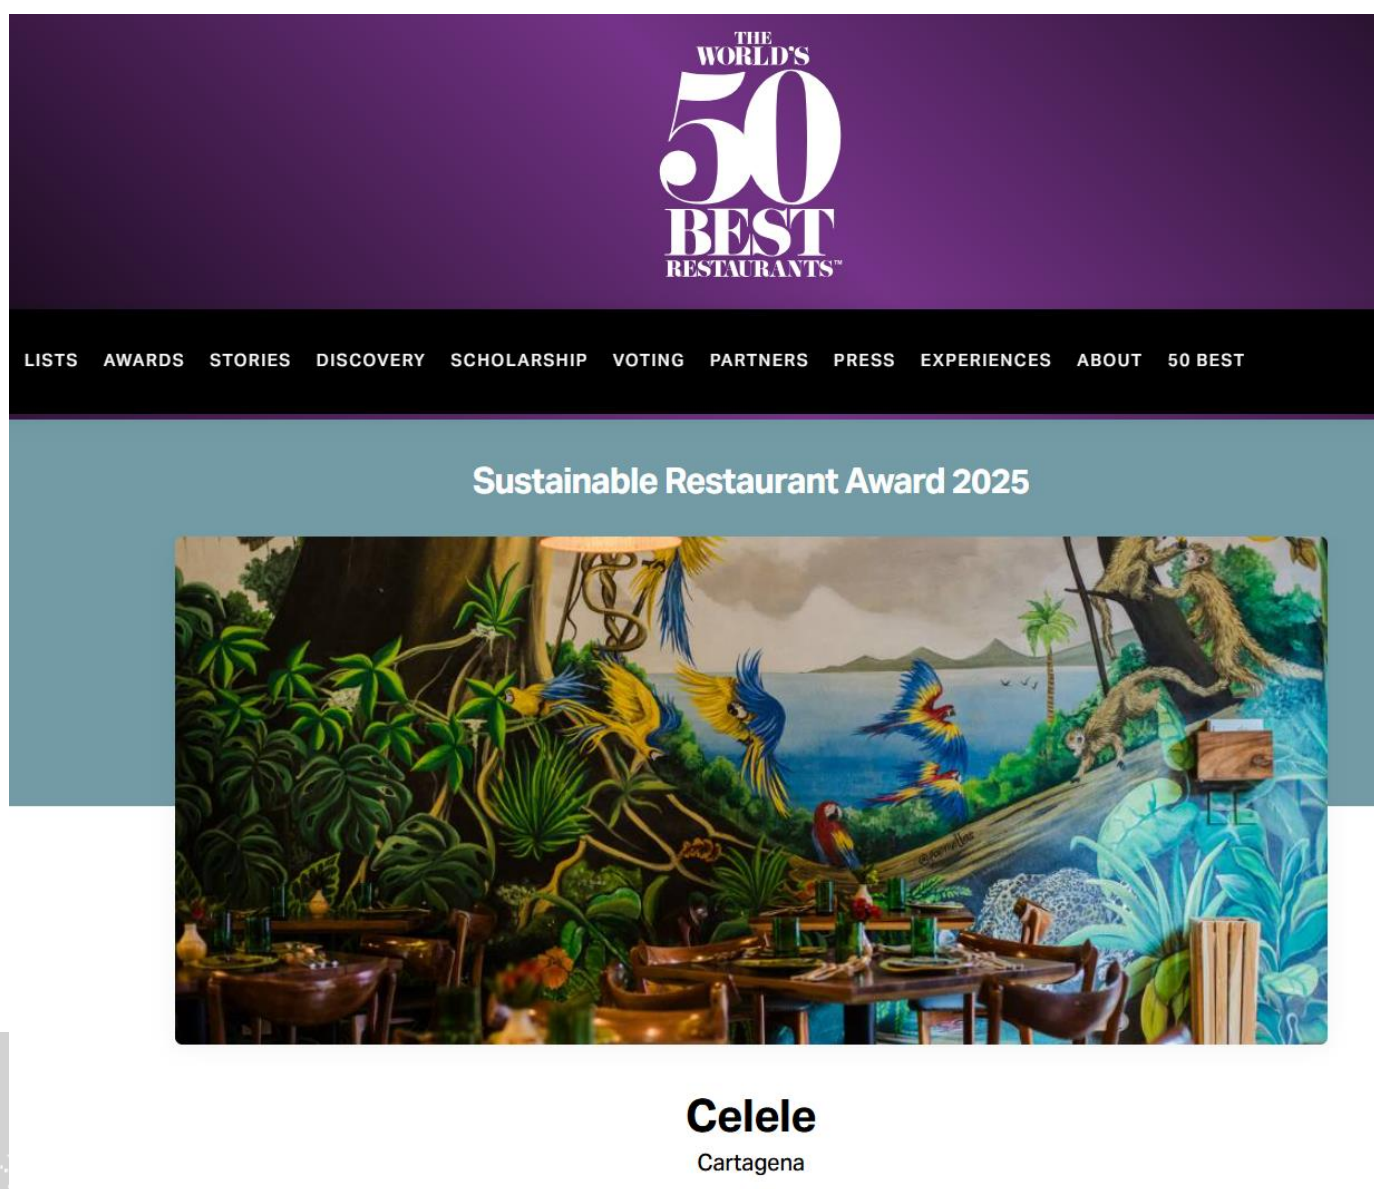 THE
WORLD'S
50
BEST
RESTAURANTS™
LISTS AWARDS STORIES DISCOVERY SCHOLARSHIP VOTING PARTNERS PRESS EXPERIENCES ABOUT 50 BEST
Sustainable Restaurant Award 2025
Celele
Cartagena